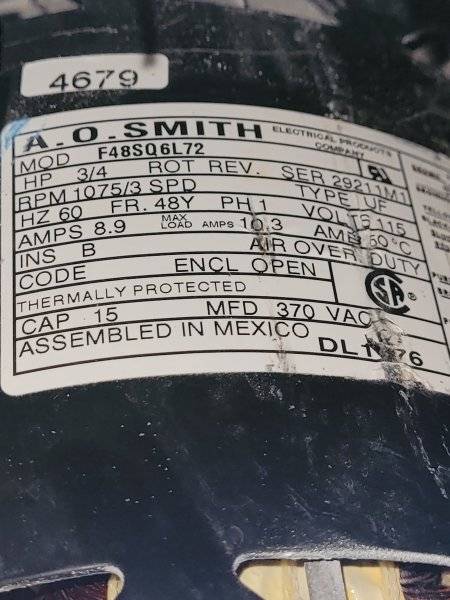 4679
A.O.SMITH ELECTRICAL PRODUCTS COMPANY
MOD F48SQ6L72
HP 3/4 ROT REV. SER 29211M1
RPM 1075/3 SPD TYPE UF
HZ 60 FR. 48Y PH 1 VOLTS 115
AMPS 8.9 MAX LOAD AMPS 10.3 AMB 60°C
INS B AIR OVER DUTY
CODE ENCL OPEN
THERMALLY PROTECTED SA ®
CAP 15 MFD 370 VAC
ASSEMBLED IN MEXICO